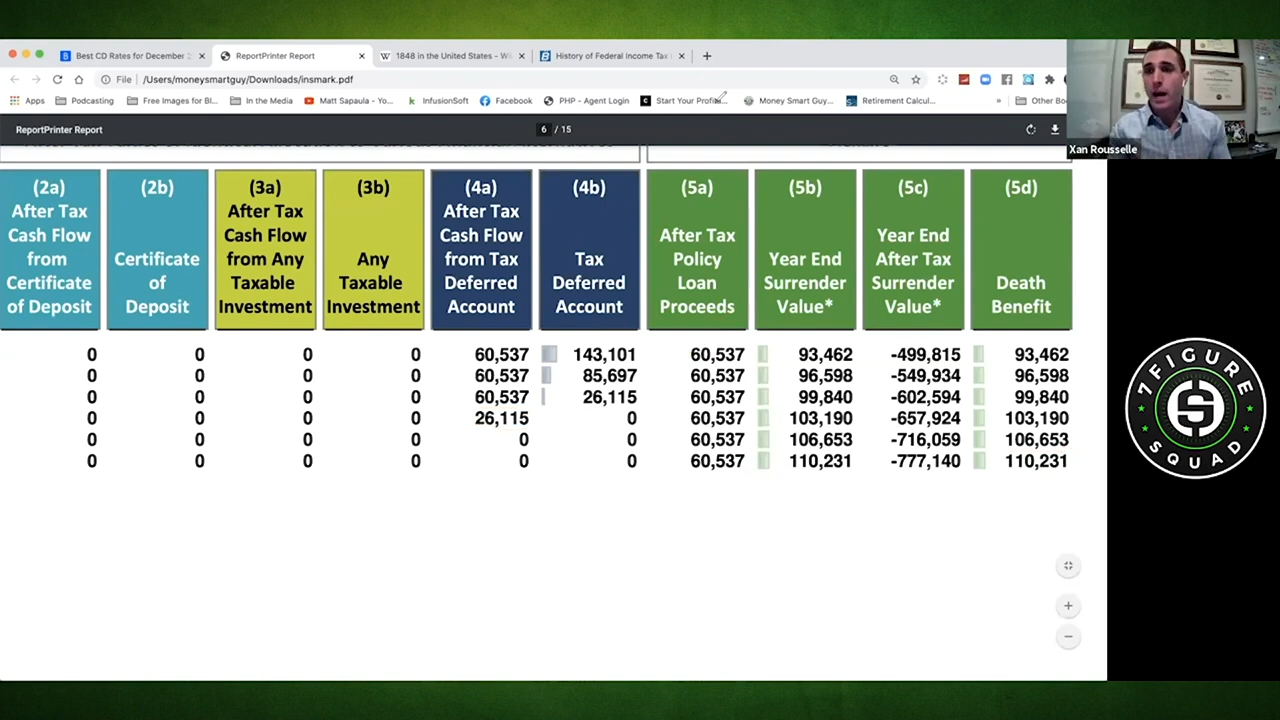 Best CD Rates for December 2
ReportPrinter Report
1848 in the United States – Wi
History of Federal Income Tax
File | /Users/moneysmartguy/Downloads/insmark.pdf
Apps Podcasting Free Images for Bl... In the Media Matt Sapaula - Yo... InfusionSoft Facebook PHP - Agent Login Start Your Profit... Money Smart Guy... Retirement Calcul... » Other Bo
ReportPrinter Report 6 / 15
Xan Rousselle
(2a)
After Tax
Cash Flow
from
Certificate
of Deposit
(2b)
Certificate
of
Deposit
(3a)
After Tax
Cash Flow
from Any
Taxable
Investment
(3b)
Any
Taxable
Investment
(4a)
After Tax
Cash Flow
from Tax
Deferred
Account
(4b)
Tax
Deferred
Account
(5a)
After Tax
Policy
Loan
Proceeds
(5b)
Year End
Surrender
Value*
(5c)
Year End
After Tax
Surrender
Value*
(5d)
Death
Benefit
0 0 0 0 60,537 143,101 60,537 93,462 -499,815 93,462
0 0 0 0 60,537 85,697 60,537 96,598 -549,934 96,598
0 0 0 0 60,537 26,115 60,537 99,840 -602,594 99,840
0 0 0 0 26,115 0 60,537 103,190 -657,924 103,190
0 0 0 0 0 0 60,537 106,653 -716,059 106,653
0 0 0 0 0 0 60,537 110,231 -777,140 110,231
7FIGURE
SQUAD